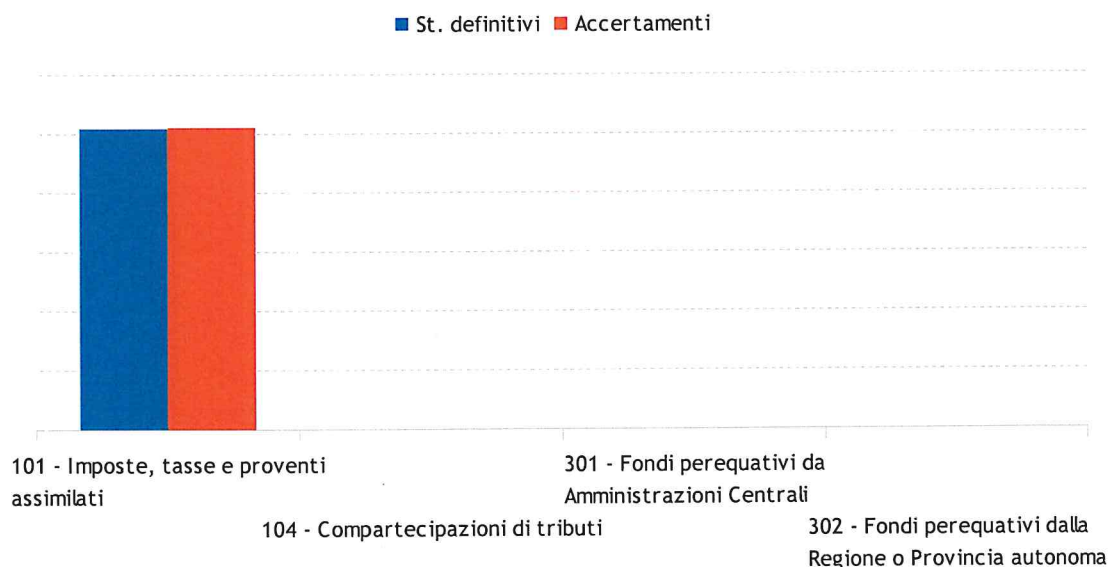 St. definitivi Accertamenti
101 - Imposte, tasse e proventi
assimilati
104 - Compartecipazioni di tributi
301 - Fondi perequativi da
Amministrazioni Centrali
302 - Fondi perequativi dalla
Regione o Provincia autonoma